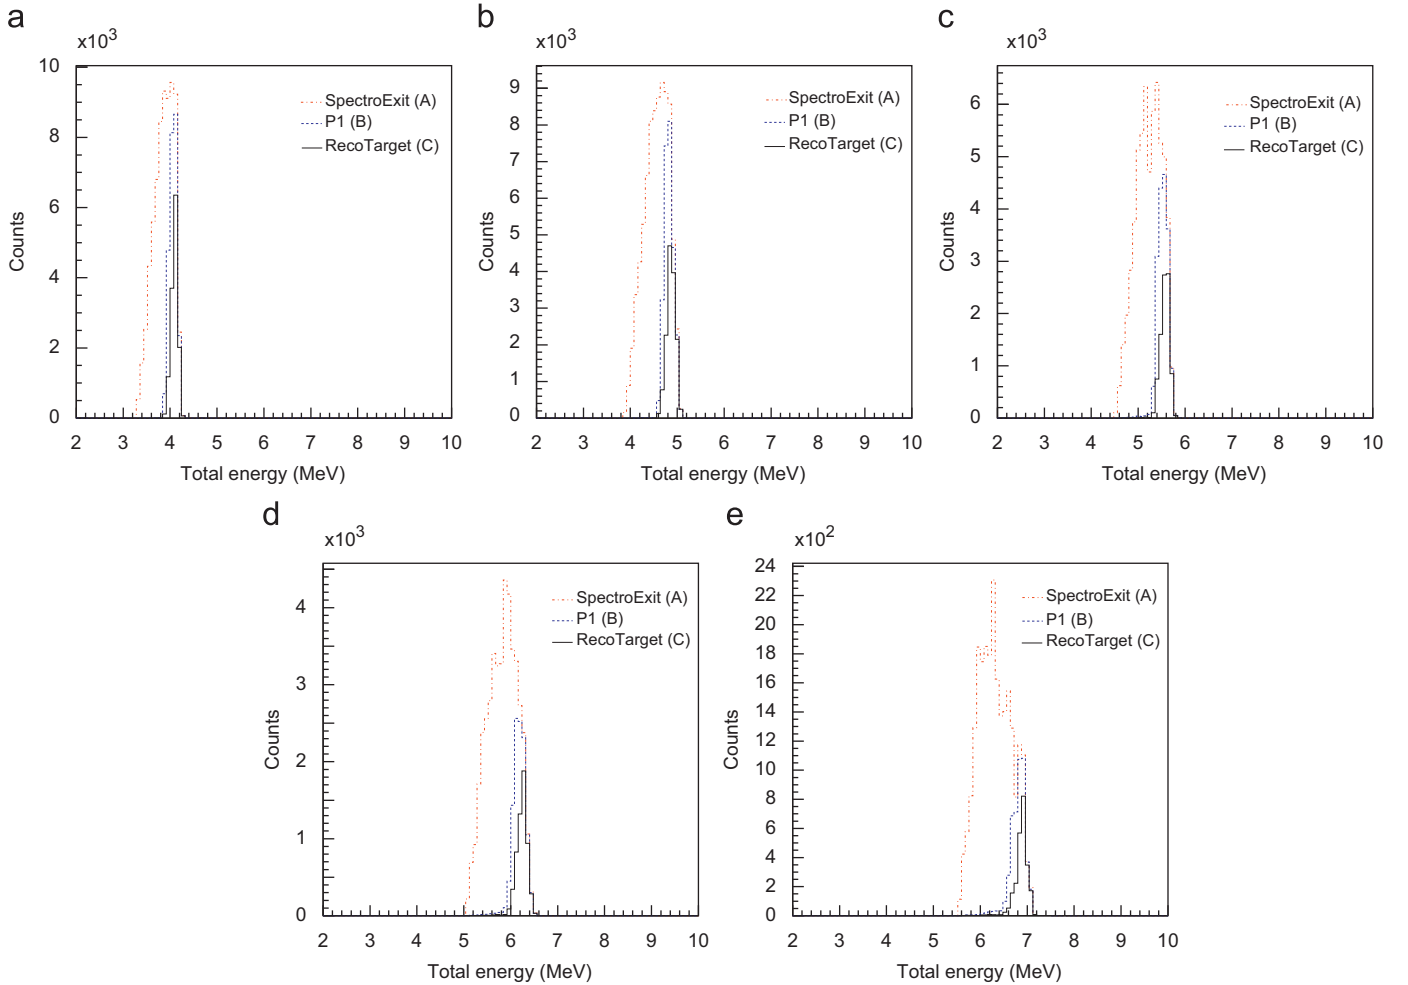 a
x10³
10
8
6
4
2
0
Counts
SpectroExit (A)
P1 (B)
RecoTarget (C)
2 3 4 5 6 7 8 9 10
Total energy (MeV)
b
x10³
9
8
7
6
5
4
3
2
1
0
Counts
SpectroExit (A)
P1 (B)
RecoTarget (C)
2 3 4 5 6 7 8 9 10
Total energy (MeV)
c
x10³
6
5
4
3
2
1
0
Counts
SpectroExit (A)
P1 (B)
RecoTarget (C)
2 3 4 5 6 7 8 9 10
Total energy (MeV)
d
x10³
4
3
2
1
0
Counts
SpectroExit (A)
P1 (B)
RecoTarget (C)
2 3 4 5 6 7 8 9 10
Total energy (MeV)
e
x10²
24
22
20
18
16
14
12
10
8
6
4
2
0
Counts
SpectroExit (A)
P1 (B)
RecoTarget (C)
2 3 4 5 6 7 8 9 10
Total energy (MeV)